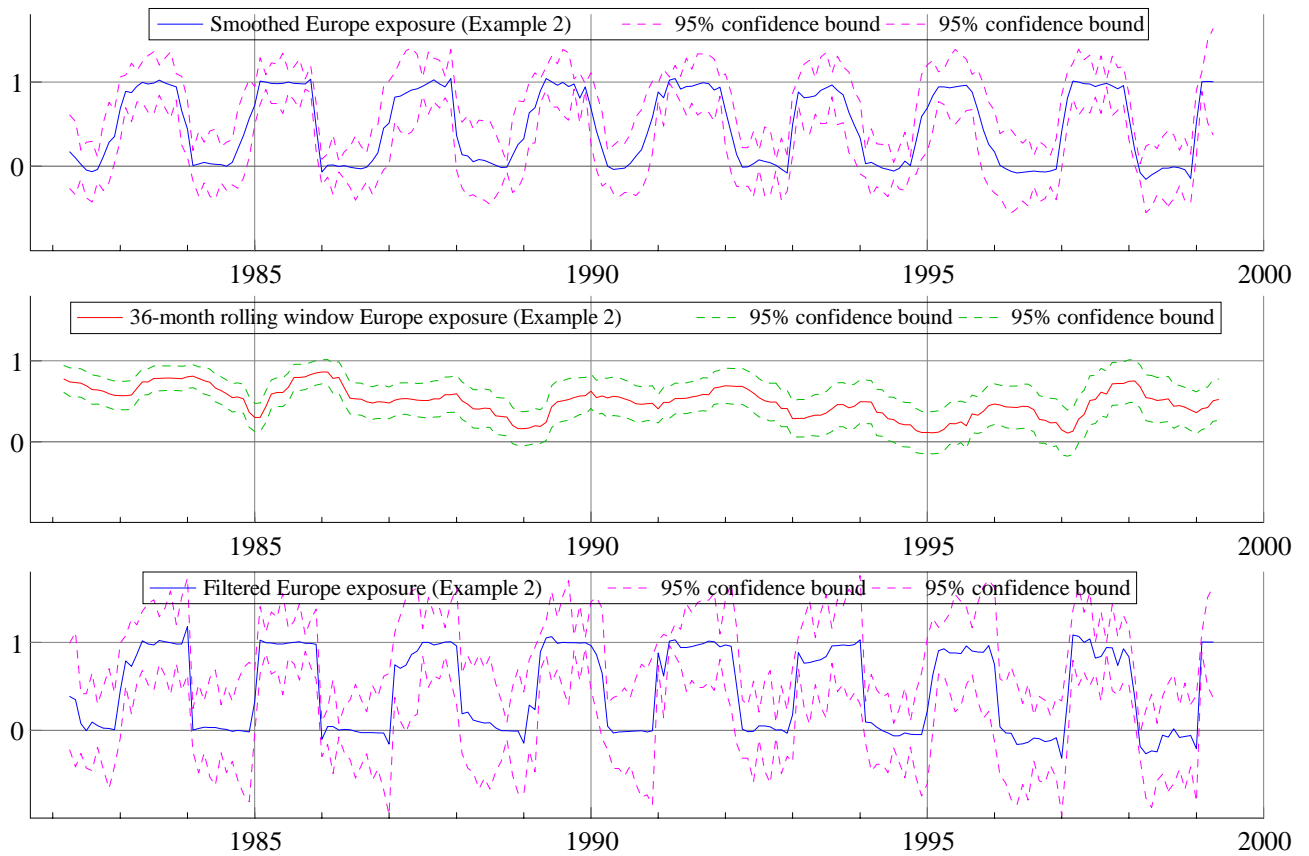 Smoothed Europe exposure (Example 2) 95% confidence bound 95% confidence bound
1
0
1985 1990 1995 2000
36-month rolling window Europe exposure (Example 2) 95% confidence bound 95% confidence bound
1
0
1985 1990 1995 2000
Filtered Europe exposure (Example 2) 95% confidence bound 95% confidence bound
1
0
1985 1990 1995 2000